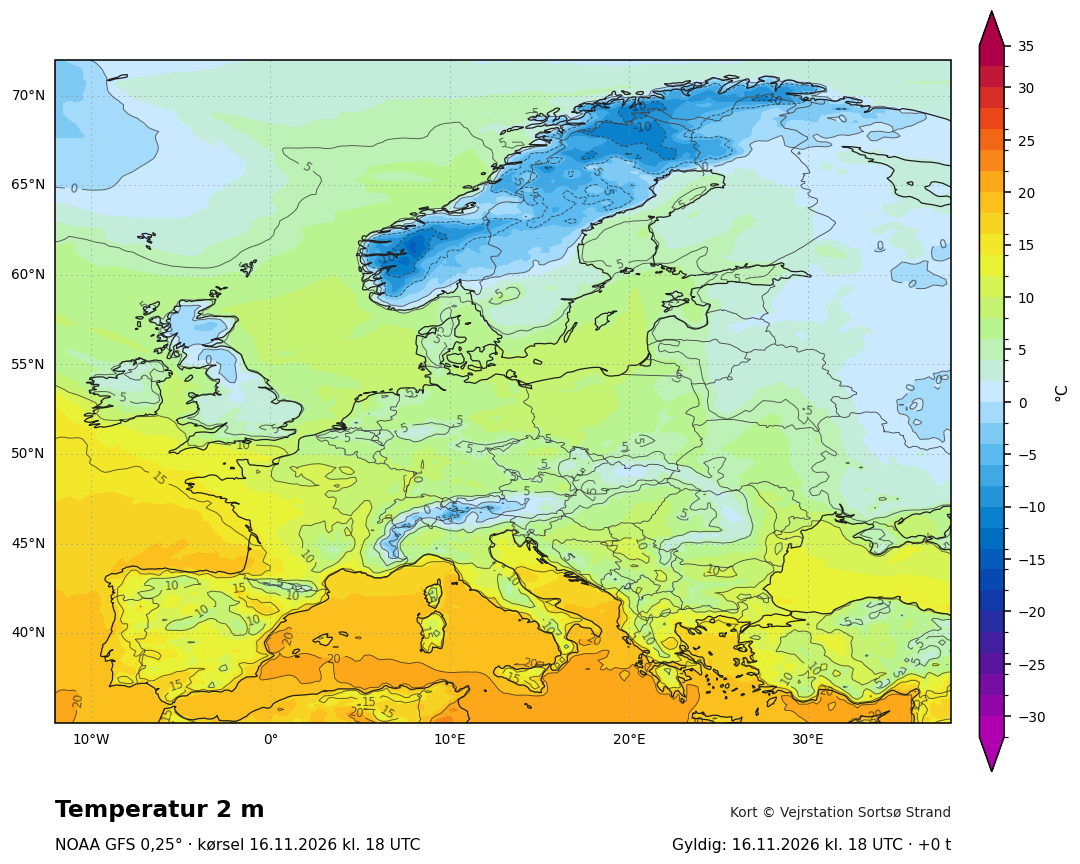 35
30
25
20
15
10
5
0
−5
−10
−15
−20
−25
−30
°C
70°N
65°N
60°N
55°N
50°N
45°N
40°N
10°W 0° 10°E 20°E 30°E
Temperatur 2 m
Kort © Vejrstation Sortsø Strand
NOAA GFS 0,25° · kørsel 16.11.2026 kl. 18 UTC
Gyldig: 16.11.2026 kl. 18 UTC · +0 t